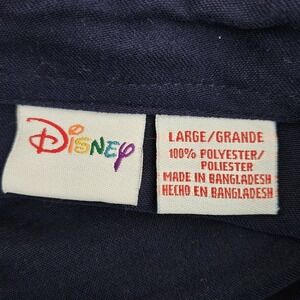 Disney
LARGE/GRANDE
100% POLYESTER/
POLIESTER
MADE IN BANGLADESH
HECHO EN BANGLADESH